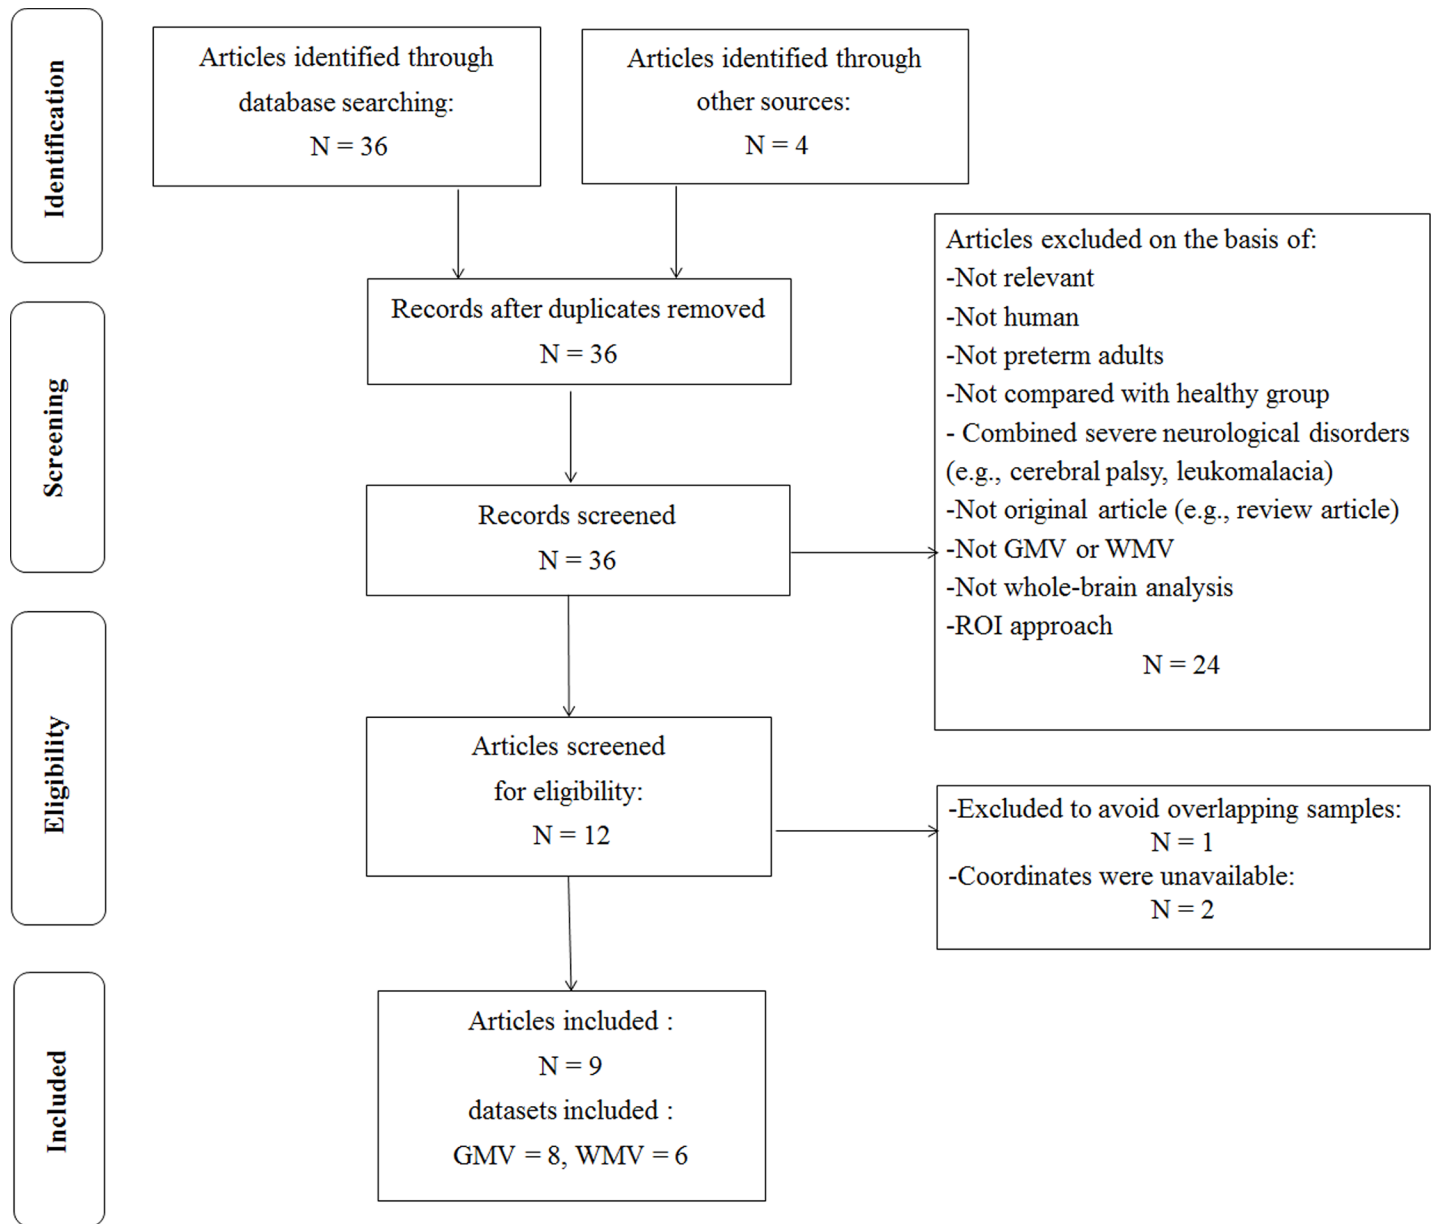 Identification
Articles identified through
database searching:
N = 36
Articles identified through
other sources:
N = 4
Records after duplicates removed
N = 36
Screening
Records screened
N = 36
Articles excluded on the basis of:
-Not relevant
-Not human
-Not preterm adults
-Not compared with healthy group
- Combined severe neurological disorders
(e.g., cerebral palsy, leukomalacia)
-Not original article (e.g., review article)
-Not GMV or WMV
-Not whole-brain analysis
-ROI approach
N = 24
Eligibility
Articles screened
for eligibility:
N = 12
-Excluded to avoid overlapping samples:
N = 1
-Coordinates were unavailable:
N = 2
Included
Articles included :
N = 9
datasets included :
GMV = 8, WMV = 6